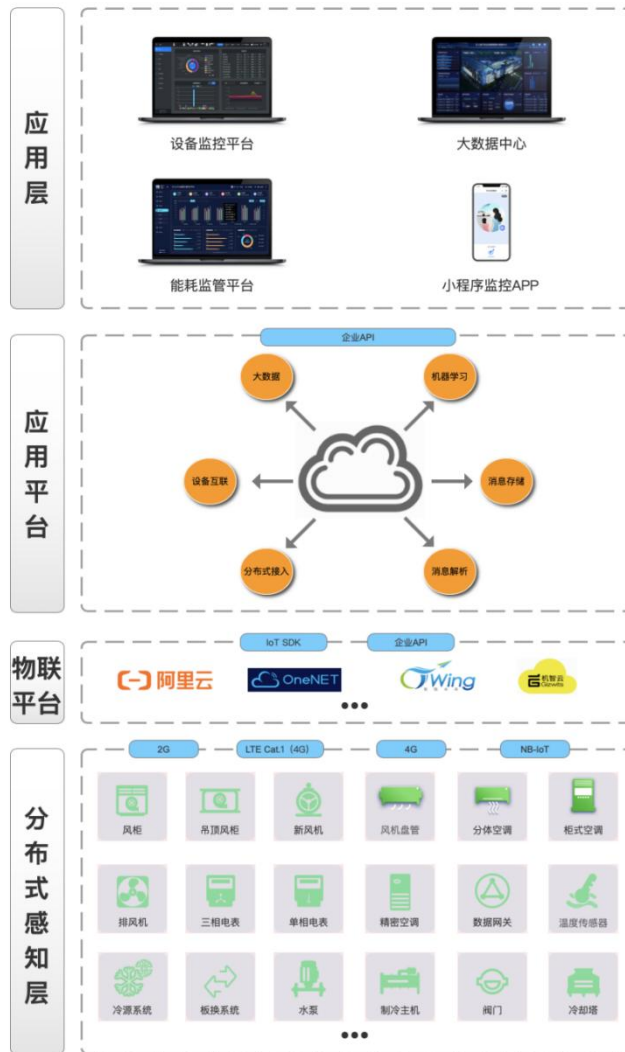 应用层
设备监控平台
大数据中心
能耗监管平台
小程序监控APP
应用平台
企业API
大数据
机器学习
设备互联
消息存储
分布式接入
消息解析
物联平台
IoT SDK
企业API
阿里云
OneNET
Wing
机智云
Gizwits
分布式感知层
2G
LTE Cat.1（4G）
4G
NB-IoT
风柜
吊顶风柜
新风机
风机盘管
分体空调
柜式空调
排风机
三相电表
单相电表
精密空调
数据网关
温度传感器
冷源系统
板换系统
水泵
制冷主机
阀门
冷却塔